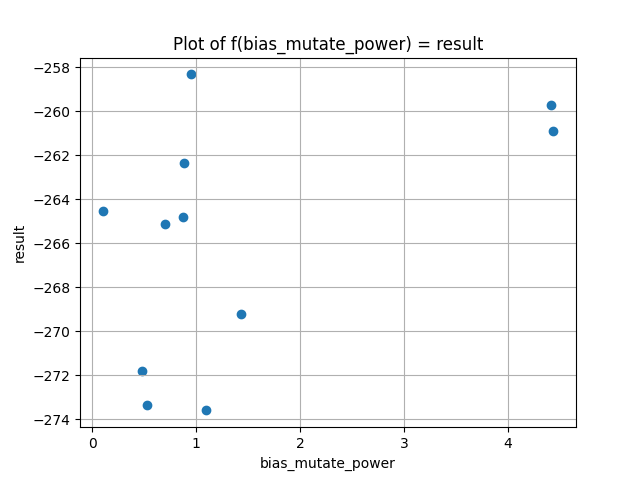 Plot of f(bias_mutate_power) = result
−258
−260
−262
−264
−266
−268
−270
−272
−274
result
0 1 2 3 4
bias_mutate_power